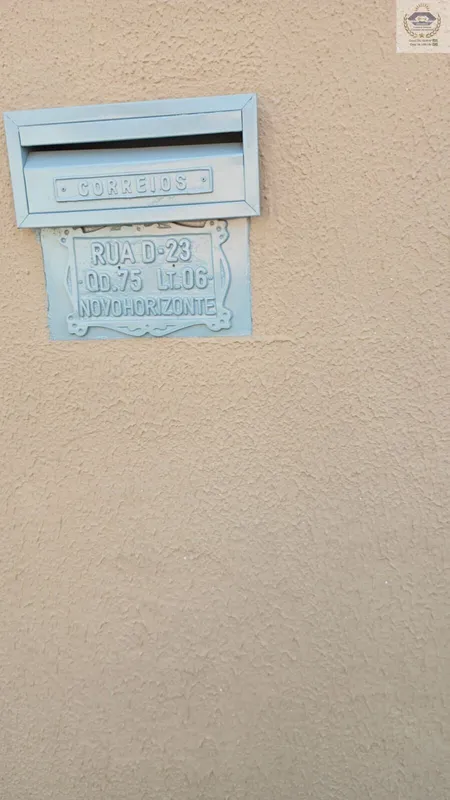 CORREIOS
RUA D-23
QD.75 LT.06
NOVOHORIZONTE